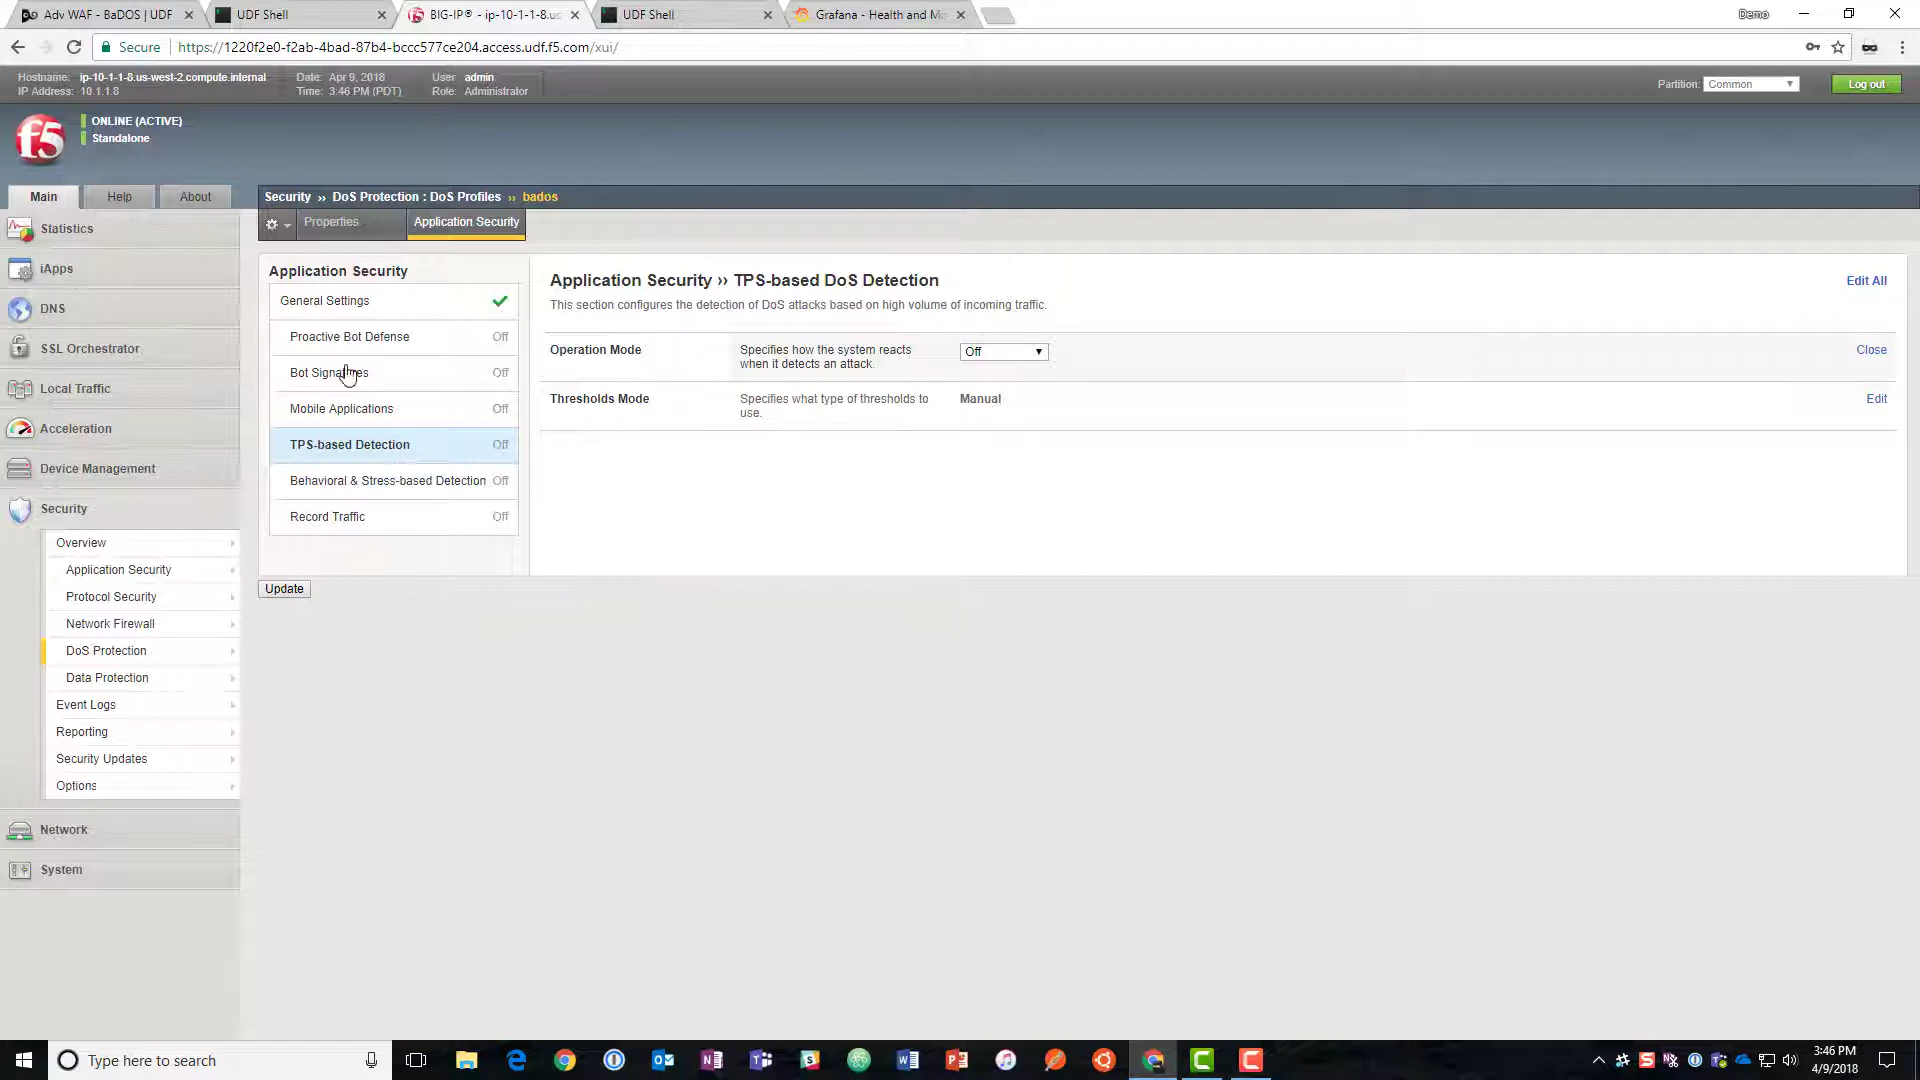 Adv WAF - BaDOS | UDF
UDF Shell
BIG-IP® - ip-10-1-1-8.us
UDF Shell
Grafana - Health and Mi
Demo
Secure
https://1220f2e0-f2ab-4bad-87b4-bccc577ce204.access.udf.f5.com/xui/
Hostname: ip-10-1-1-8.us-west-2.compute.internal
Date: Apr 9, 2018
User admin
IP Address: 10.1.1.8
Time: 3:46 PM (PDT)
Role: Administrator
Partition: Common
Log out
f5
ONLINE (ACTIVE)
Standalone
Main
Help
About
Security ›› DoS Protection : DoS Profiles ›› bados
Properties
Application Security
Statistics
iApps
DNS
SSL Orchestrator
Local Traffic
Acceleration
Device Management
Security
Overview
Application Security
Protocol Security
Network Firewall
DoS Protection
Data Protection
Event Logs
Reporting
Security Updates
Options
Network
System
Application Security
General Settings
Proactive Bot Defense Off
Bot Signatures Off
Mobile Applications Off
TPS-based Detection Off
Behavioral & Stress-based Detection Off
Record Traffic Off
Update
Application Security ›› TPS-based DoS Detection
Edit All
This section configures the detection of DoS attacks based on high volume of incoming traffic.
Operation Mode
Specifies how the system reacts
when it detects an attack.
Off
Close
Thresholds Mode
Specifies what type of thresholds to
use.
Manual
Edit
Type here to search
3:46 PM
4/9/2018